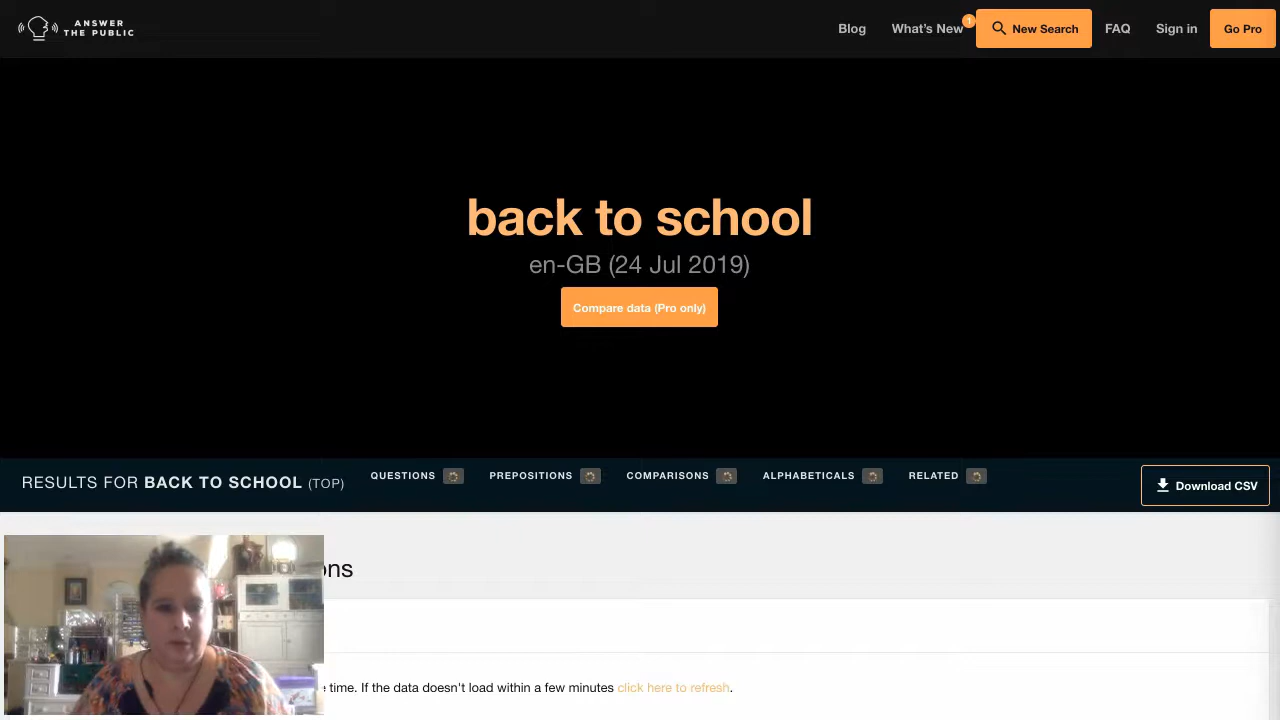 ANSWER
THE PUBLIC
Blog
What's New
1
New Search
FAQ
Sign in
Go Pro
back to school
en-GB (24 Jul 2019)
Compare data (Pro only)
RESULTS FOR BACK TO SCHOOL (TOP)
QUESTIONS
PREPOSITIONS
COMPARISONS
ALPHABETICALS
RELATED
Download CSV
time. If the data doesn't load within a few minutes click here to refresh.